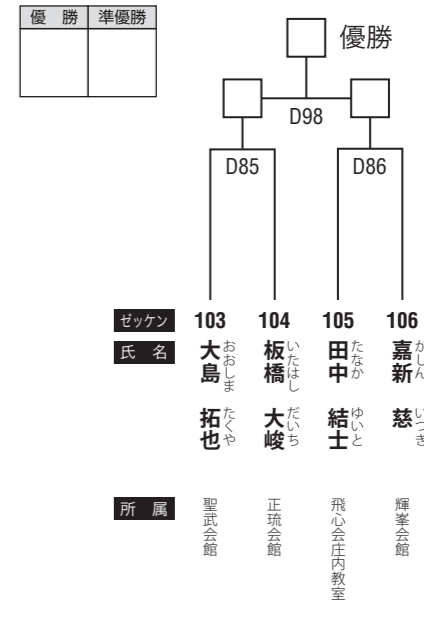 優 勝 準優勝
優勝
D98
D85 D86
ゼッケン 103 104 105 106
氏 名
大島 拓也 おおしま たくや
板橋 大峻 いたはし だいち
田中 結士 たなか ゆいと
嘉新 慈 かしん いつき
所 属
聖武会館
正琉会館
飛心会庄内教室
輝峯会館